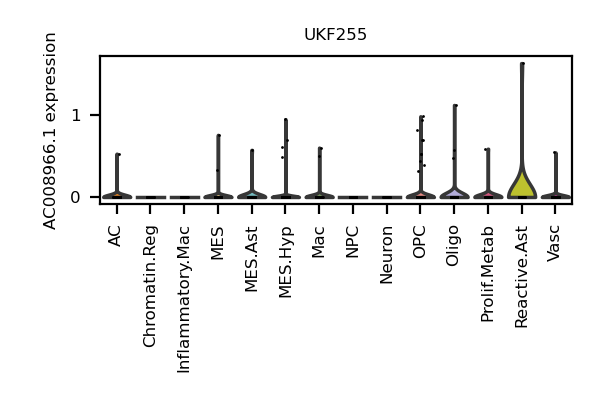 UKF255
AC008966.1 expression
1
0
AC
Chromatin.Reg
Inflammatory.Mac
MES
MES.Ast
MES.Hyp
Mac
NPC
Neuron
OPC
Oligo
Prolif.Metab
Reactive.Ast
Vasc